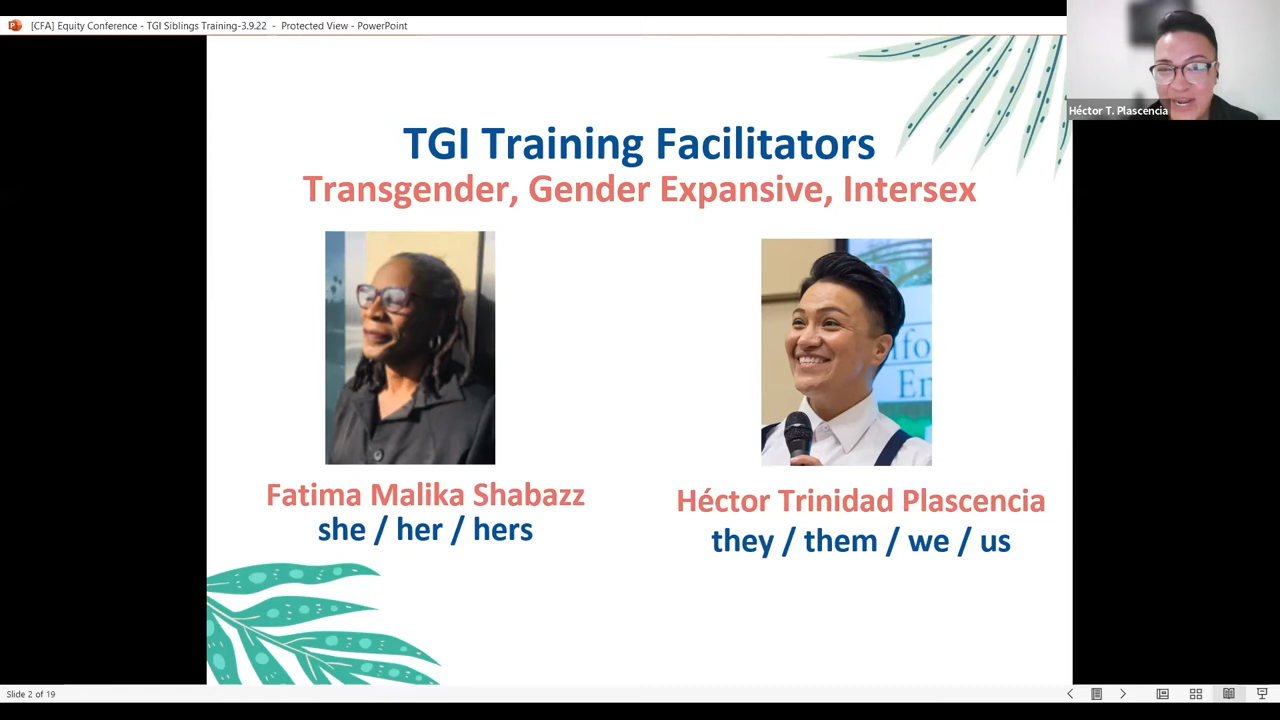 [CFA] Equity Conference - TGI Siblings Training-3.9.22 - Protected View - PowerPoint
Héctor T. Plascencia
TGI Training Facilitators
Transgender, Gender Expansive, Intersex
En
Fatima Malika Shabazz
she / her / hers
Héctor Trinidad Plascencia
they / them / we / us
Slide 2 of 19